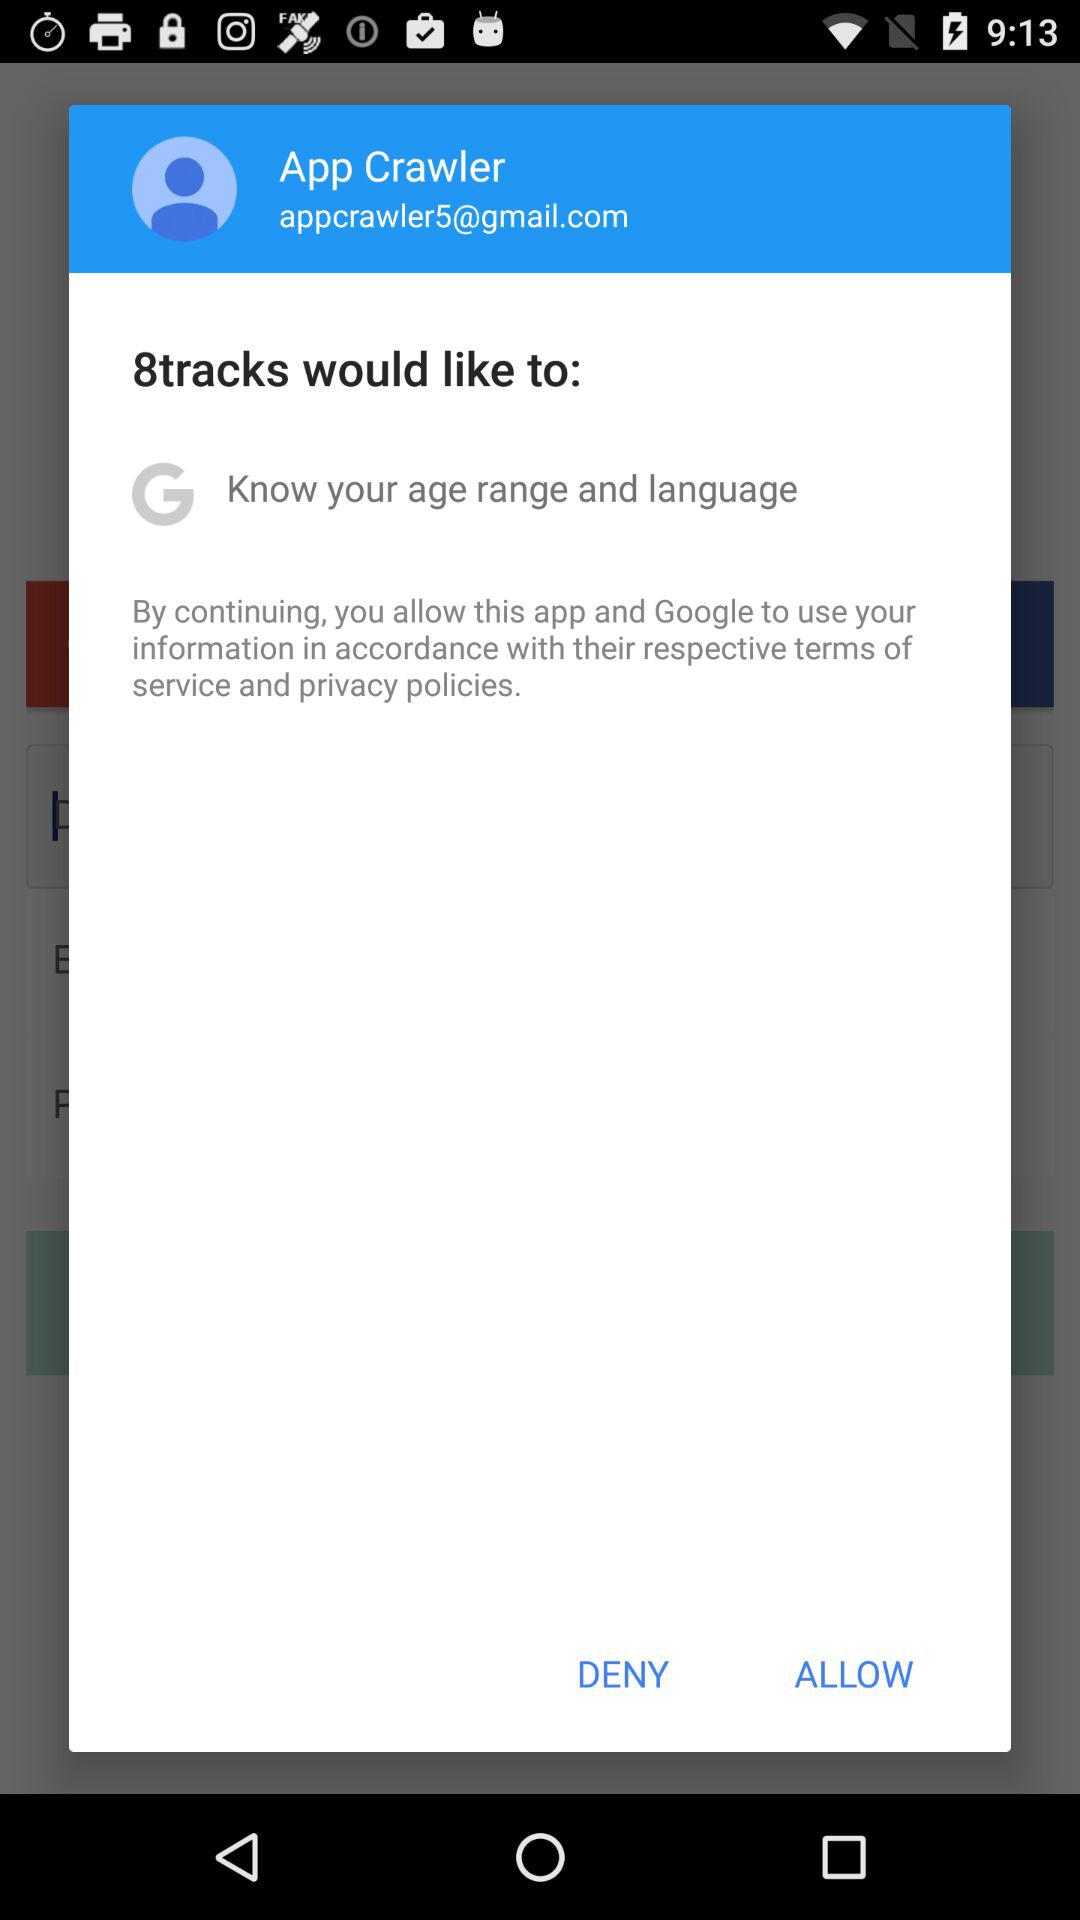 FAKE
9:13
App Crawler
appcrawler5@gmail.com
8tracks would like to:
G Know your age range and language
By continuing, you allow this app and Google to use your
information in accordance with their respective terms of
service and privacy policies.
E
F
DENY ALLOW